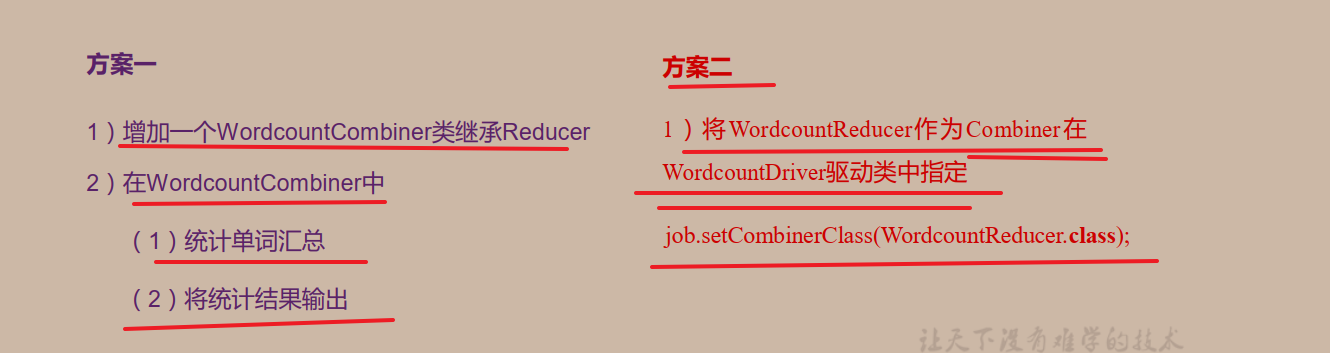 方案一
1）增加一个WordcountCombiner类继承Reducer
2）在WordcountCombiner中
（1）统计单词汇总
（2）将统计结果输出
方案二
1）将WordcountReducer作为Combiner在
WordcountDriver驱动类中指定
job.setCombinerClass(WordcountReducer.class);
让天下没有难学的技术